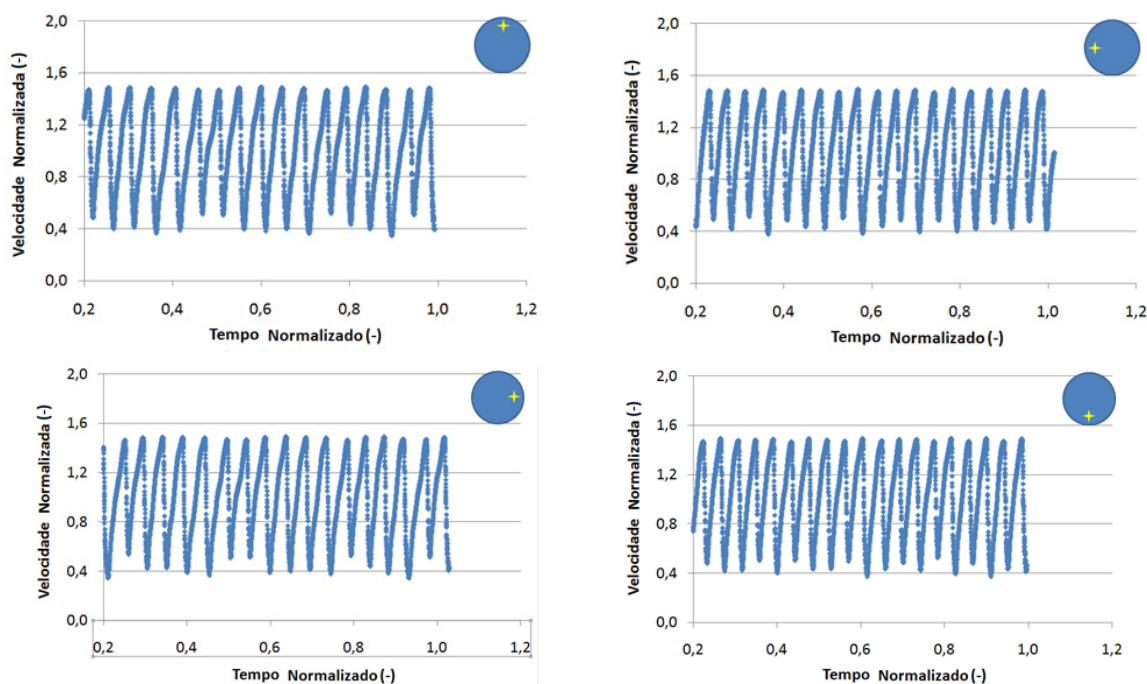 Velocidade Normalizada (-)
2,0
1,6
1,2
0,8
0,4
0,0
0,2 0,4 0,6 0,8 1,0 1,2
Tempo Normalizado (-)
Velocidade Normalizada (-)
2,0
1,6
1,2
0,8
0,4
0,0
0,2 0,4 0,6 0,8 1,0 1,2
Tempo Normalizado (-)
Velocidade Normalizada (-)
2,0
1,6
1,2
0,8
0,4
0,0
0,2 0,4 0,6 0,8 1,0 1,2
Tempo Normalizado (-)
Velocidade Normalizada (-)
2,0
1,6
1,2
0,8
0,4
0,0
0,2 0,4 0,6 0,8 1,0 1,2
Tempo Normalizado (-)